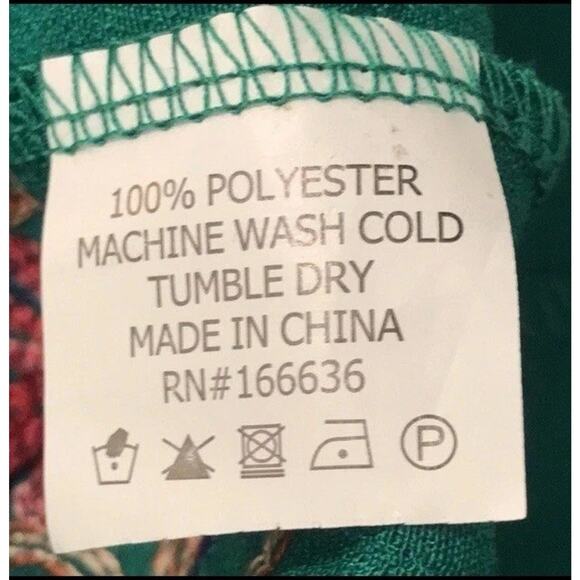 100% POLYESTER
MACHINE WASH COLD
TUMBLE DRY
MADE IN CHINA
RN#166636
P